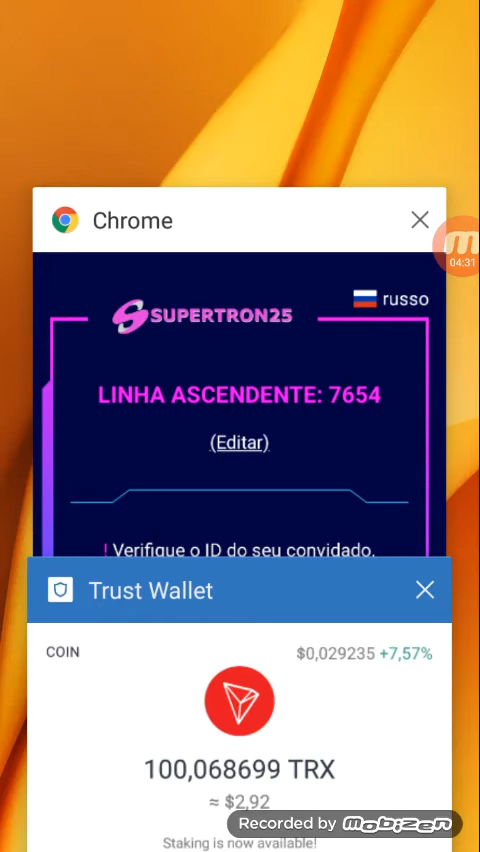 Chrome
04:31
russo
SUPERTRON25
LINHA ASCENDENTE: 7654
(Editar)
! Verifique o ID do seu convidado.
Trust Wallet
COIN
$0,029235 +7,57%
100,068699 TRX
≈ $2,92
Recorded by mobizen
Staking is now available!